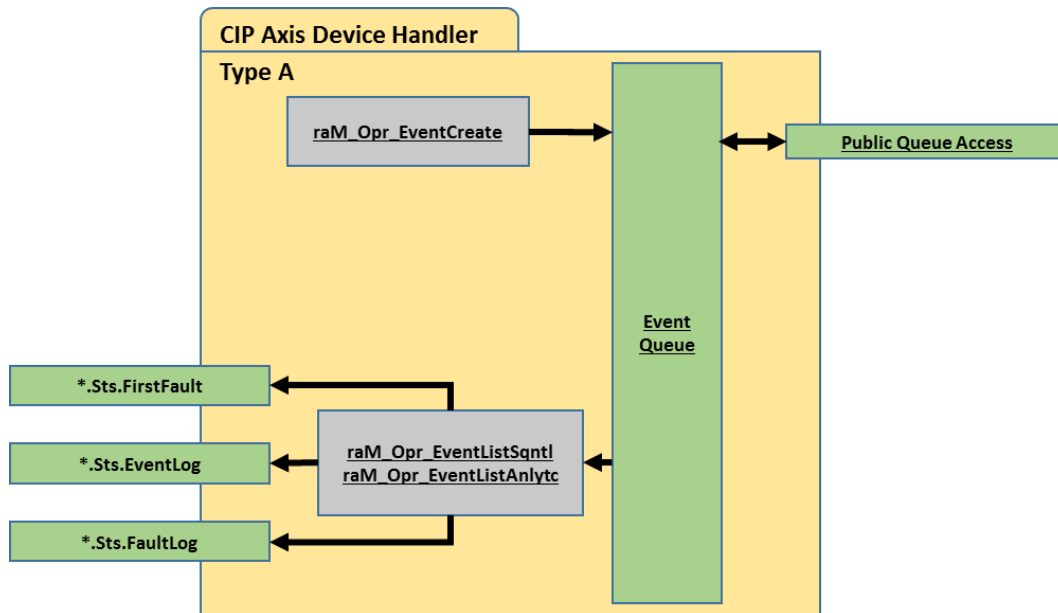 CIP Axis Device Handler
Type A
raM_Opr_EventCreate
Public Queue Access
Event
Queue
*.Sts.FirstFault
*.Sts.EventLog
*.Sts.FaultLog
raM_Opr_EventListSqntl
raM_Opr_EventListAnlytc